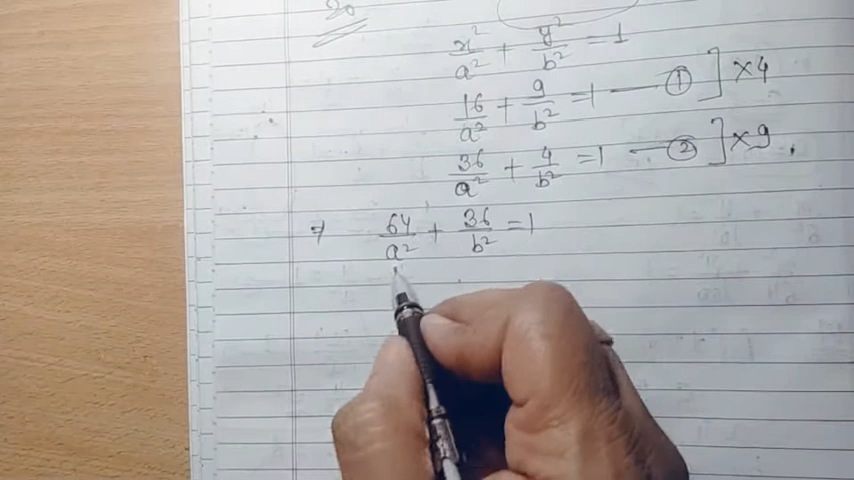 20
x²/a² + y²/b² = 1
16/a² + 9/b² = 1 — ① ] ×4
36/a² + 4/b² = 1 — ② ] ×9
⇒ 64/a² + 36/b² = 1